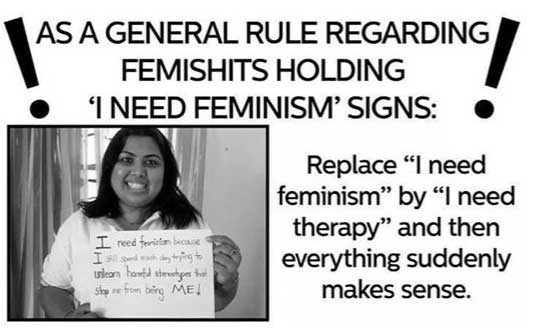 AS A GENERAL RULE REGARDING
FEMISHITS HOLDING
‘I NEED FEMINISM’ SIGNS:
I need feminism because
I still spend each day trying to
unlearn harmful stereotypes that
stop me from being ME!
Replace “I need
feminism” by “I need
therapy” and then
everything suddenly
makes sense.